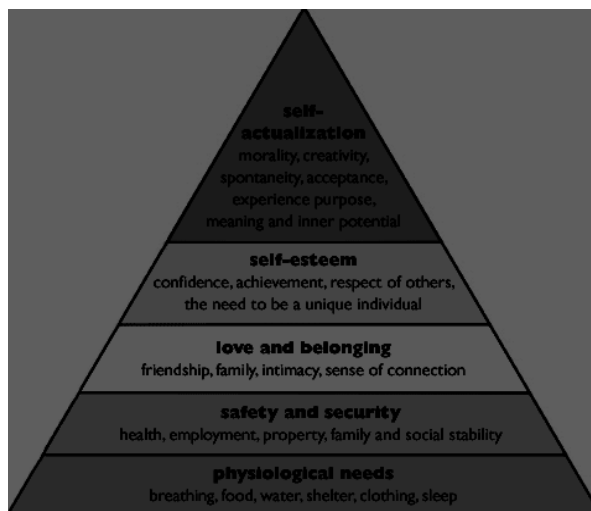 self-
actualization
morality, creativity,
spontaneity, acceptance,
experience purpose,
meaning and inner potential
self-esteem
confidence, achievement, respect of others,
the need to be a unique individual
love and belonging
friendship, family, intimacy, sense of connection
safety and security
health, employment, property, family and social stability
physiological needs
breathing, food, water, shelter, clothing, sleep